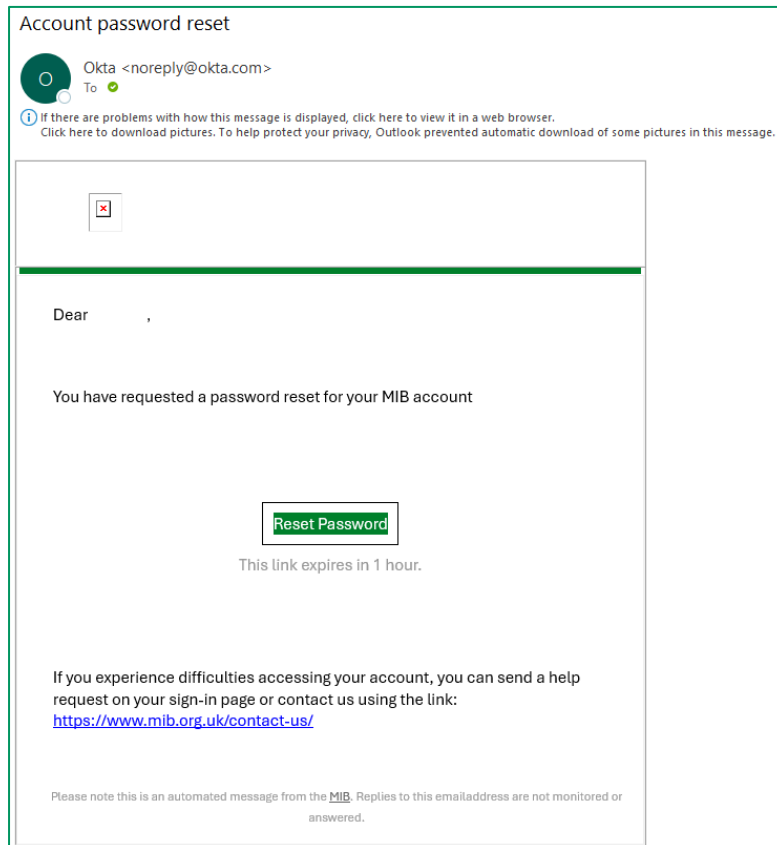 Account password reset
O
Okta <noreply@okta.com>
To
If there are problems with how this message is displayed, click here to view it in a web browser.
Click here to download pictures. To help protect your privacy, Outlook prevented automatic download of some pictures in this message.
Dear ,
You have requested a password reset for your MIB account
Reset Password
This link expires in 1 hour.
If you experience difficulties accessing your account, you can send a help
request on your sign-in page or contact us using the link:
https://www.mib.org.uk/contact-us/
Please note this is an automated message from the MIB. Replies to this emailaddress are not monitored or
answered.